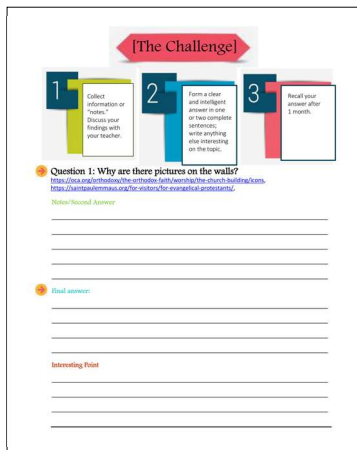 [The Challenge]
1
Collect
information or
“notes.”
Discuss your
findings with
your teacher.
2
Form a clear
and intelligent
answer in one
or two complete
sentences;
write anything
else interesting
on the topic.
3
Recall your
answer after
1 month.
Question 1: Why are there pictures on the walls?
https://oca.org/orthodoxy/the-orthodox-faith/worship/the-church-building/icons,
https://saintpaulemmaus.org/for-visitors/for-evangelical-protestants/,
Notes/Second Answer
Final answer:
Interesting Point